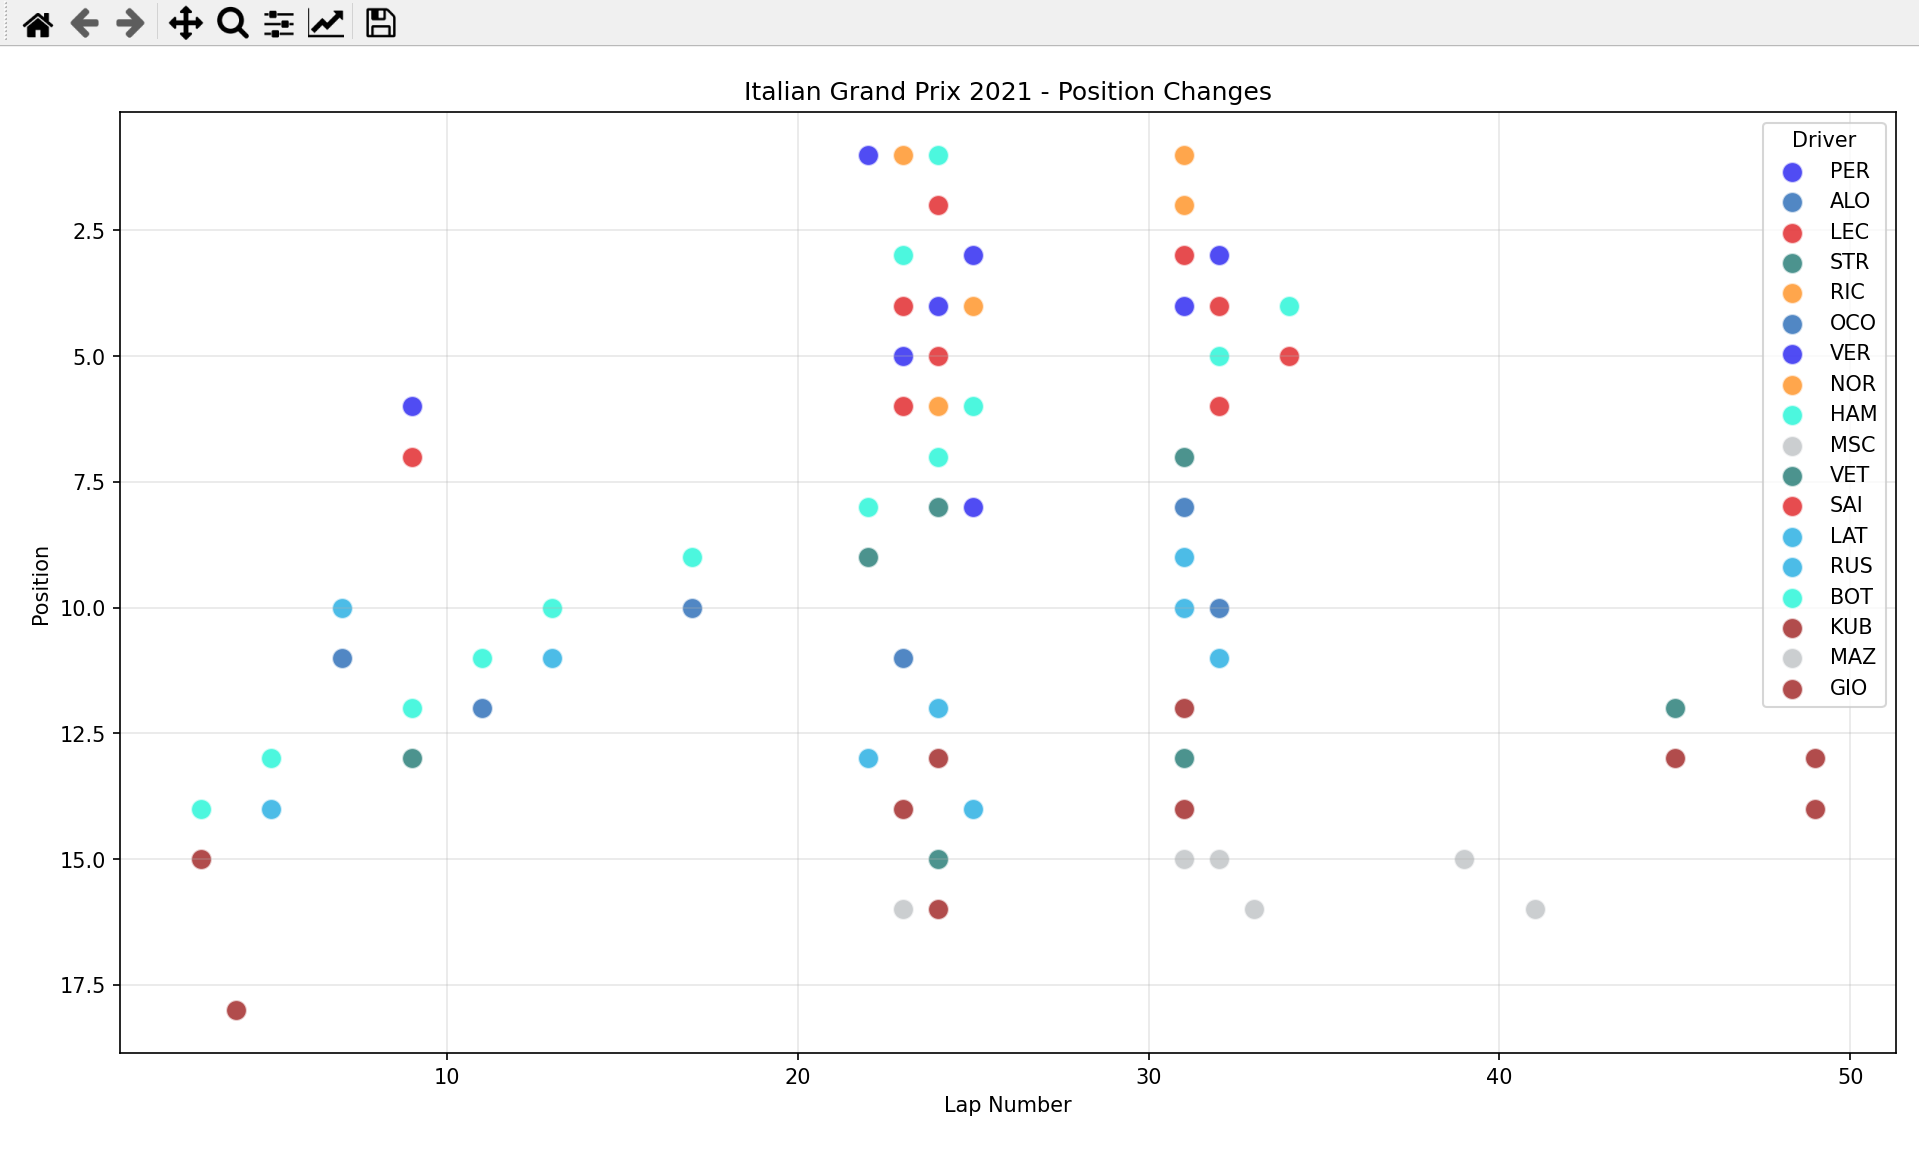 Italian Grand Prix 2021 - Position Changes
Driver
PER
ALO
LEC
STR
RIC
OCO
VER
NOR
HAM
MSC
VET
SAI
LAT
RUS
BOT
KUB
MAZ
GIO
Position
2.5
5.0
7.5
10.0
12.5
15.0
17.5
10
20
30
40
50
Lap Number